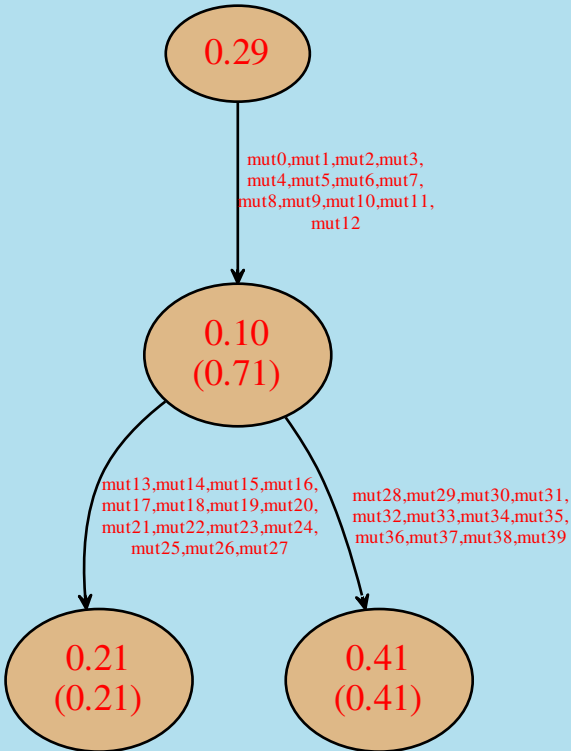 0.29
mut0,mut1,mut2,mut3,
mut4,mut5,mut6,mut7,
mut8,mut9,mut10,mut11,
mut12
0.10
(0.71)
mut13,mut14,mut15,mut16,
mut17,mut18,mut19,mut20,
mut21,mut22,mut23,mut24,
mut25,mut26,mut27
mut28,mut29,mut30,mut31,
mut32,mut33,mut34,mut35,
mut36,mut37,mut38,mut39
0.21
(0.21)
0.41
(0.41)